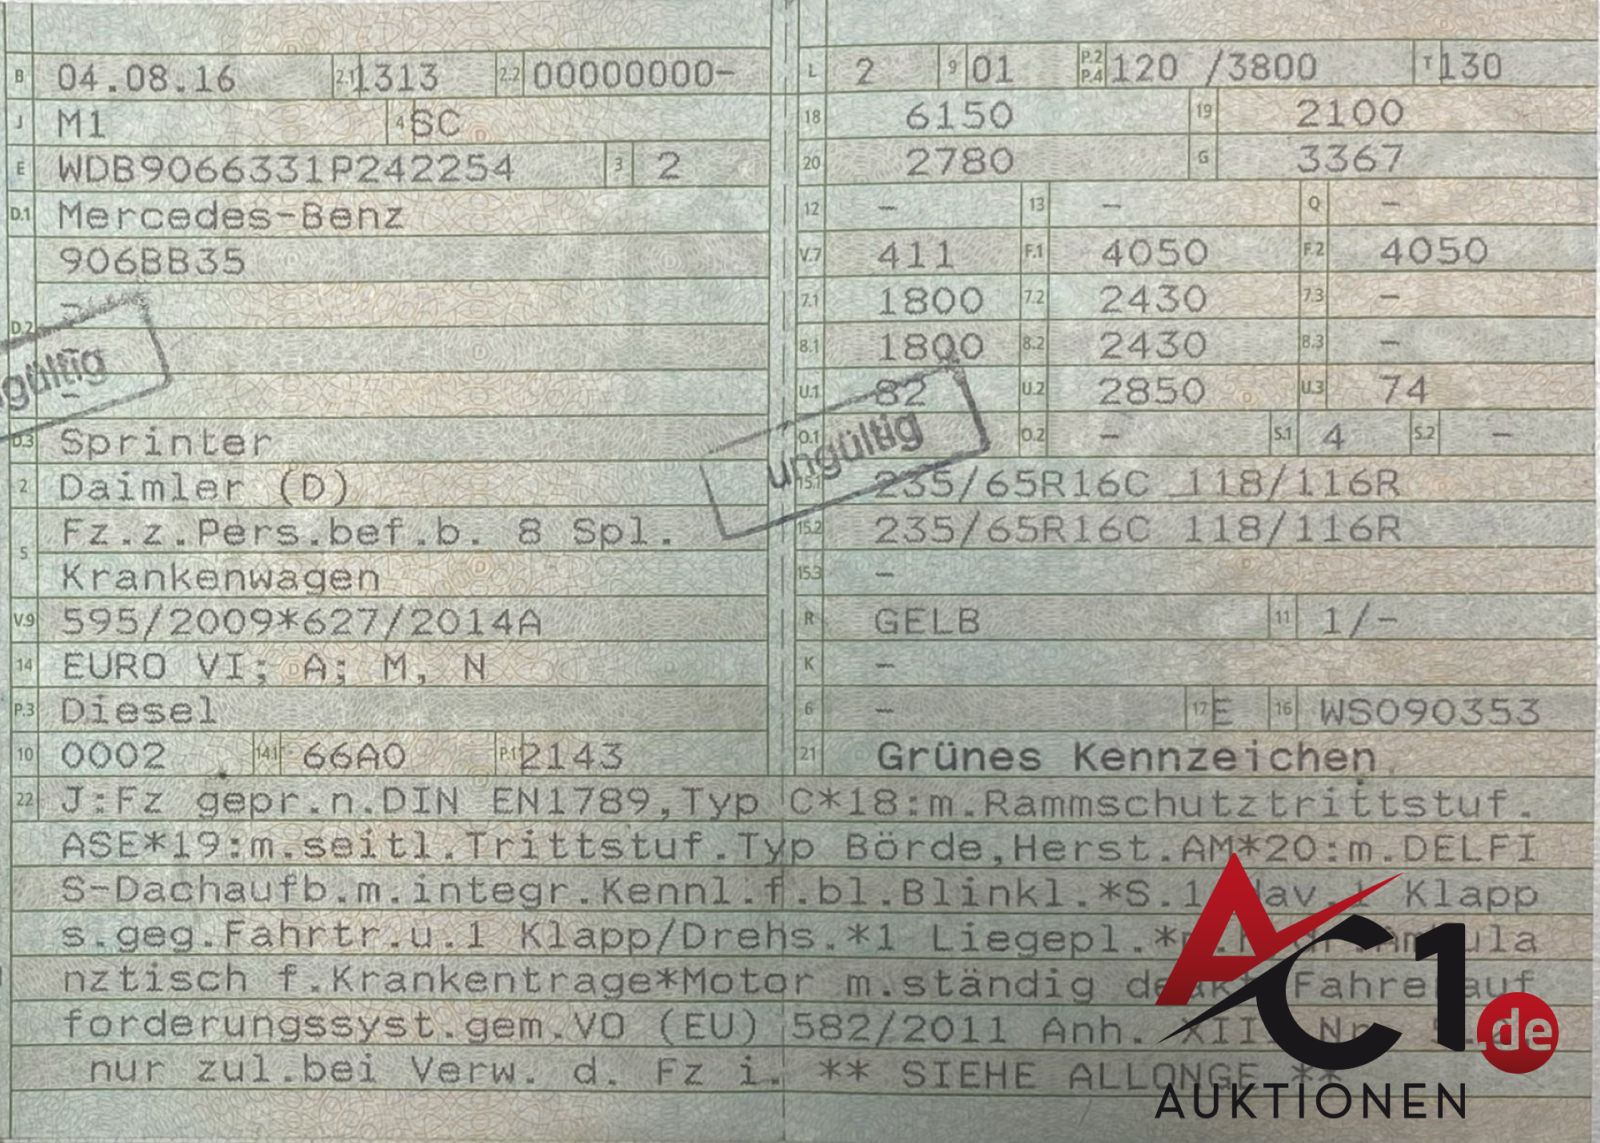 B 04.08.16 2.1 1313 2.2 00000000-
J M1 4 SC
E WDB9066331P242254 3 2
D.1 Mercedes-Benz
906BB35
-
D.2
-
-
D.3 Sprinter
2 Daimler (D)
5 Fz.z.Pers.bef.b. 8 Spl.
Krankenwagen
V.9 595/2009*627/2014A
14 EURO VI; A; M, N
P.3 Diesel
10 0002 14.1 66A0 P.1 2143
L 2 9 01 P.2 P.4 120 /3800 T 130
18 6150 19 2100
20 2780 G 3367
12 - 13 - Q -
V.7 411 F.1 4050 F.2 4050
7.1 1800 7.2 2430 7.3 -
8.1 1800 8.2 2430 8.3 -
U.1 82 U.2 2850 U.3 74
O.1 O.2 - S.1 4 S.2 -
15.1 235/65R16C 118/116R
15.2 235/65R16C 118/116R
15.3 -
R GELB 11 1/-
K -
6 - 17 E 16 WS090353
21 Grünes Kennzeichen
22 J:Fz gepr.n.DIN EN1789,Typ C*18:m.Rammschutztrittstuf.
ASE*19:m.seitl.Trittstuf.Typ Börde,Herst.AM*20:m.DELFI
S-Dachaufb.m.integr.Kennl.f.bl.Blinkl.*S.1: Klapp
s.geg.Fahrtr.u.1 Klapp/Drehs.*1 Liegepl.*
nztisch f.Krankentrage*Motor m.ständig
forderungssyst.gem.VO (EU) 582/2011 Anh. XII
nur zul.bei Verw. d. Fz i. ** SIEHE ALLONGE **
ungültig
AC1.de
AUKTIONEN